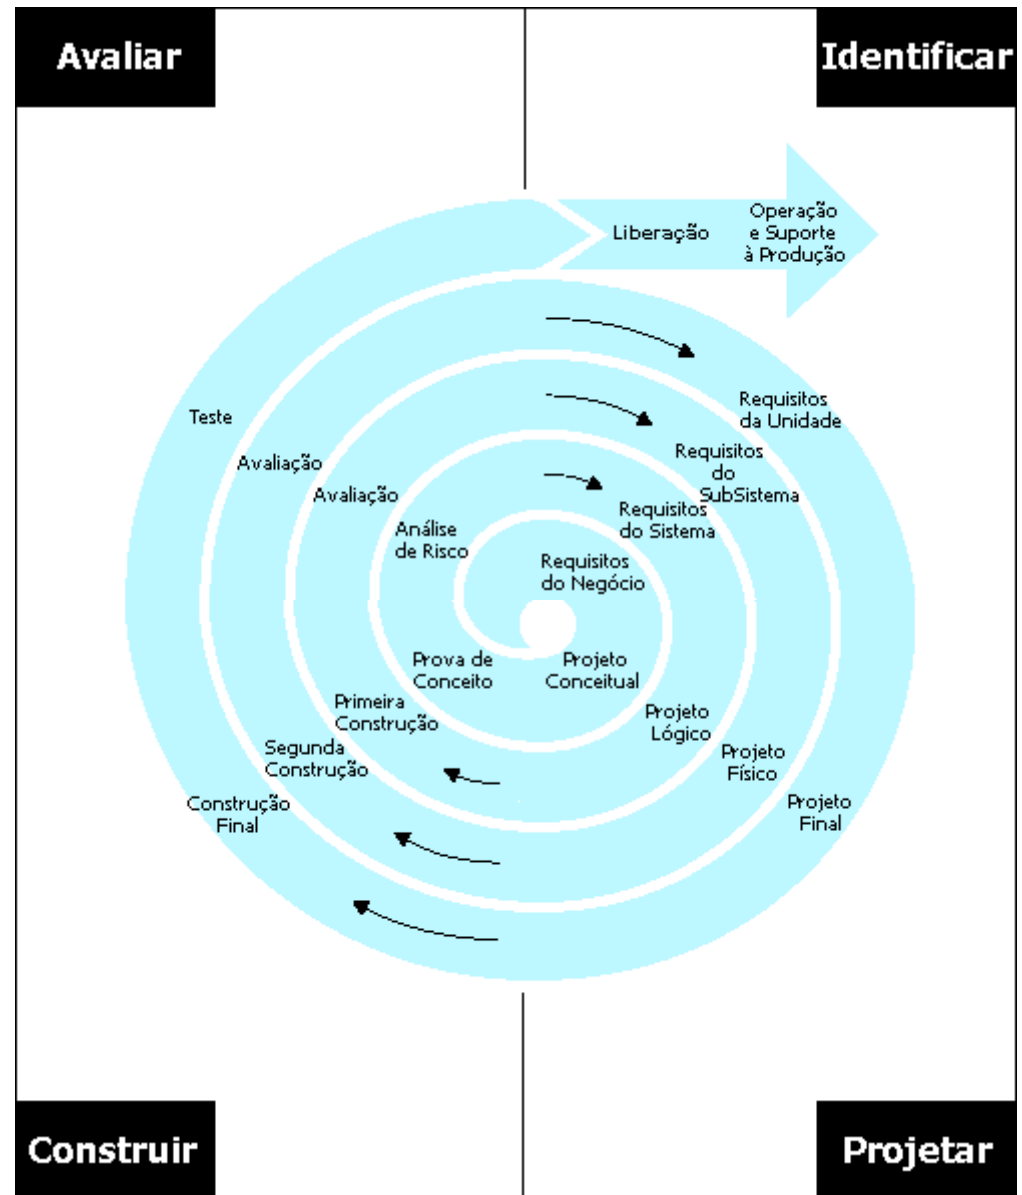 Avaliar
Identificar
Liberação
Operação
e Suporte
à Produção
Requisitos
da Unidade
Requisitos
do
SubSistema
Requisitos
do Sistema
Requisitos
do Negócio
Teste
Avaliação
Avaliação
Análise
de Risco
Prova de
Conceito
Projeto
Conceitual
Primeira
Construção
Projeto
Lógico
Segunda
Construção
Projeto
Físico
Construção
Final
Projeto
Final
Construir
Projetar